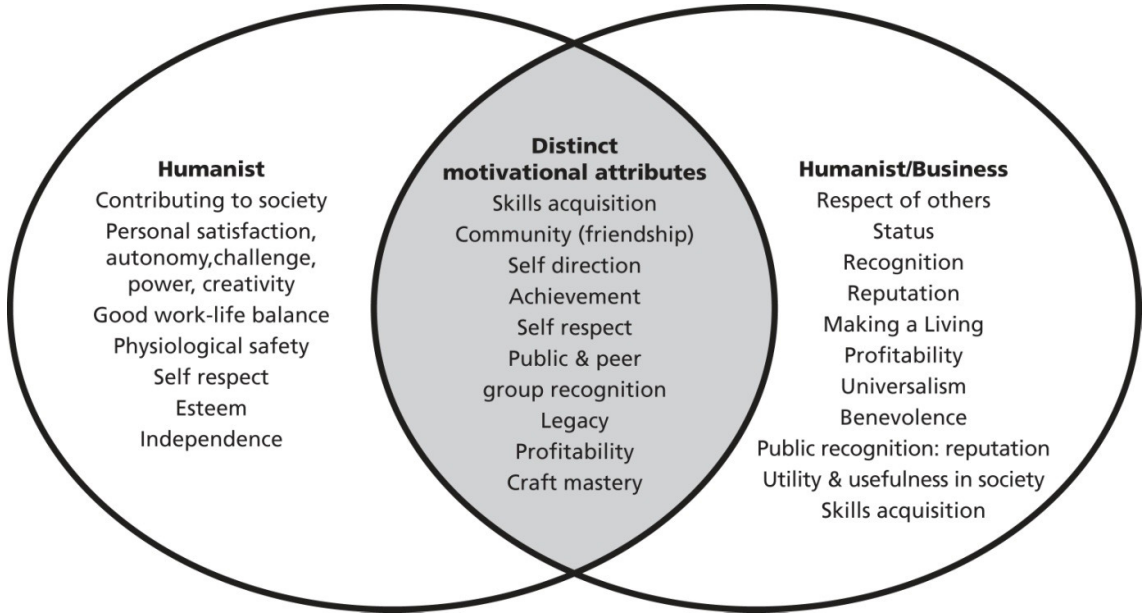 Humanist
Contributing to society
Personal satisfaction,
autonomy,challenge,
power, creativity
Good work-life balance
Physiological safety
Self respect
Esteem
Independence
Distinct
motivational attributes
Skills acquisition
Community (friendship)
Self direction
Achievement
Self respect
Public & peer
group recognition
Legacy
Profitability
Craft mastery
Humanist/Business
Respect of others
Status
Recognition
Reputation
Making a Living
Profitability
Universalism
Benevolence
Public recognition: reputation
Utility & usefulness in society
Skills acquisition